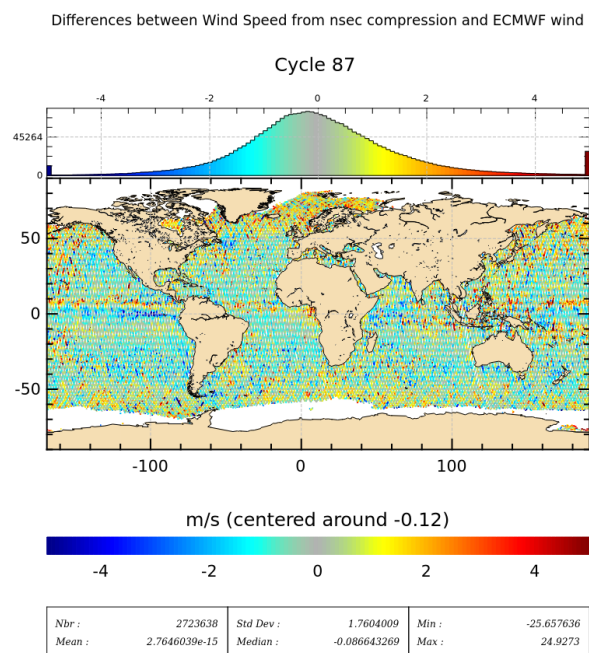 Differences between Wind Speed from nsec compression and ECMWF wind
Cycle 87
-4 -2 0 2 4
45264
0
50
0
-50
-100 0 100
m/s (centered around -0.12)
-4 -2 0 2 4
Nbr : 2723638 Std Dev : 1.7604009 Min : -25.657636
Mean : 2.7646039e-15 Median : -0.086643269 Max : 24.9273